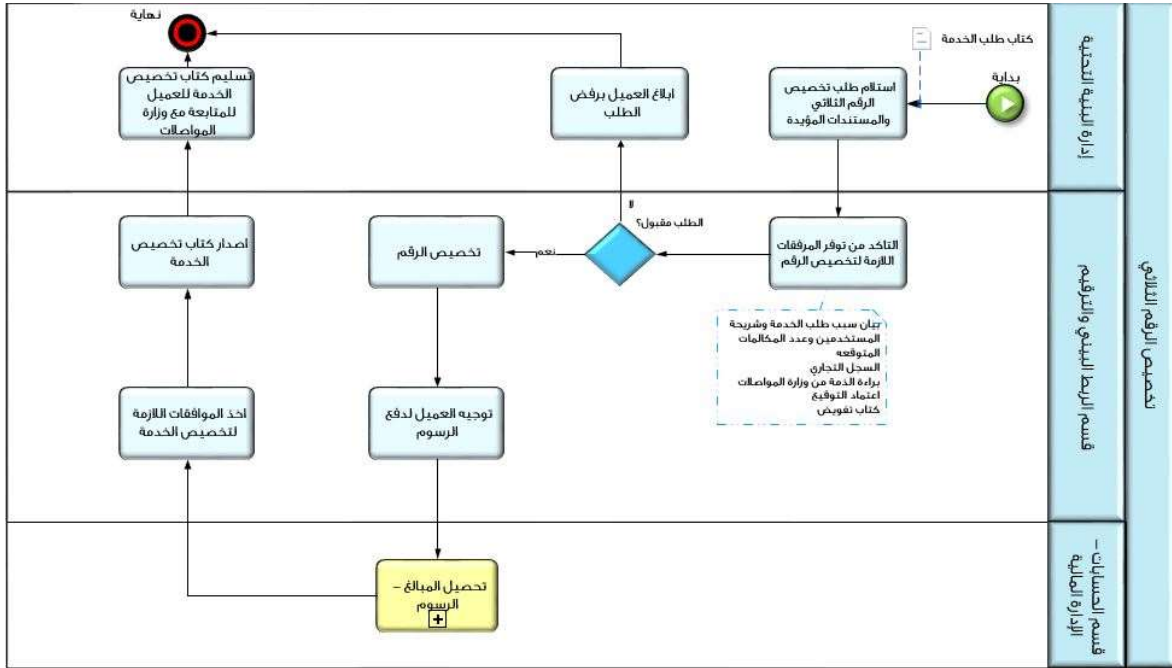 تخصيص الرقم الثلاثي
إدارة البنية التحتية
بداية
كتاب طلب الخدمة
استلام طلب تخصيص
الرقم الثلاثي
والمستندات المؤيدة
ابلاغ العميل برفض
الطلب
نهاية
تسليم كتاب تخصيص
الخدمة للعميل
للمتابعة مع وزارة
المواصلات
قسم الربط البيني والترقيم
التاكد من توفر المرفقات
اللازمة لتخصيص الرقم
بيان سبب طلب الخدمة وشريحة
المستخدمين وعدد المكالمات
المتوقعه
السجل التجاري
براءة الذمة من وزارة المواصلات
اعتماد التوقيع
كتاب تفويض
الطلب مقبول؟
لا
نعم
تخصيص الرقم
توجيه العميل لدفع
الرسوم
اصدار كتاب تخصيص
الخدمة
اخذ الموافقات اللازمة
لتخصيص الخدمة
قسم الحسابات –
الإدارة المالية
تحصيل المبالغ –
الرسوم